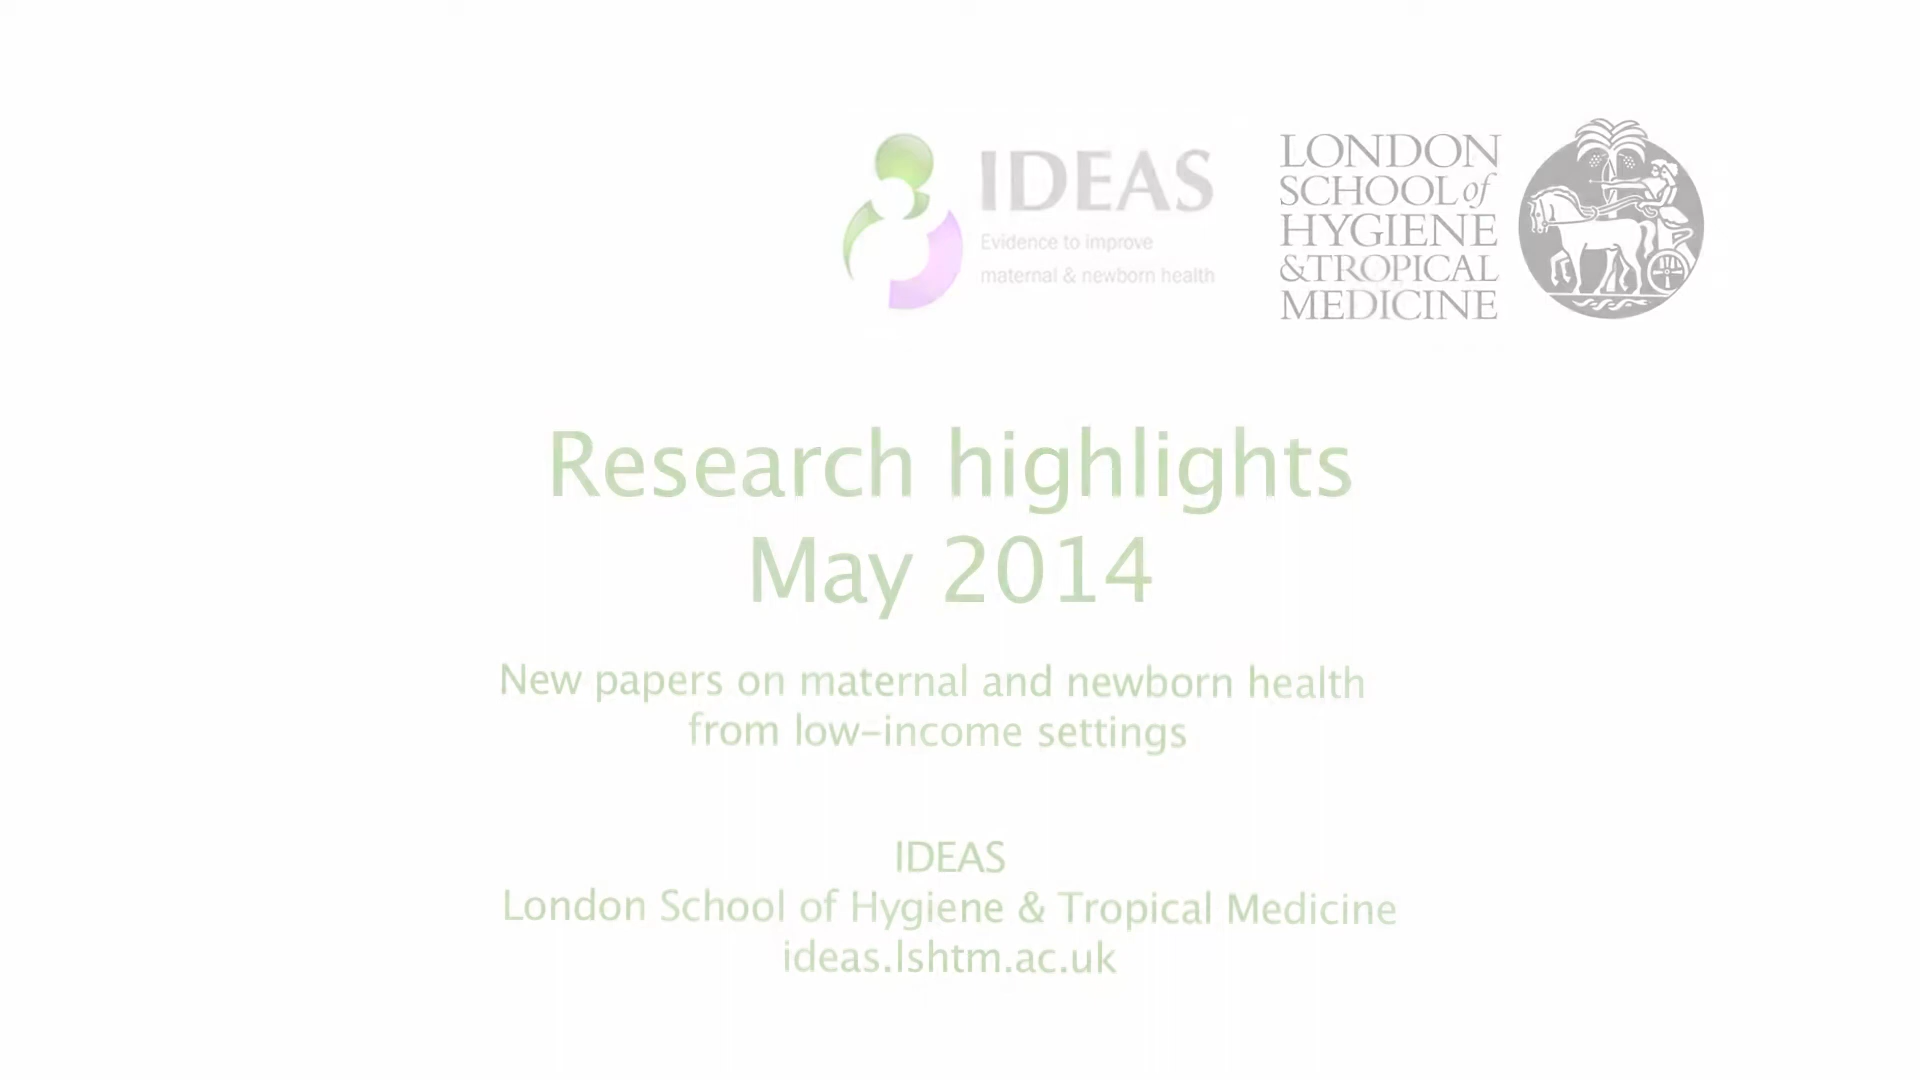 IDEAS
Evidence to improve
maternal & newborn health
LONDON
SCHOOL of
HYGIENE
& TROPICAL
MEDICINE
Research highlights
May 2014
New papers on maternal and newborn health
from low-income settings
IDEAS
London School of Hygiene & Tropical Medicine
ideas.lshtm.ac.uk